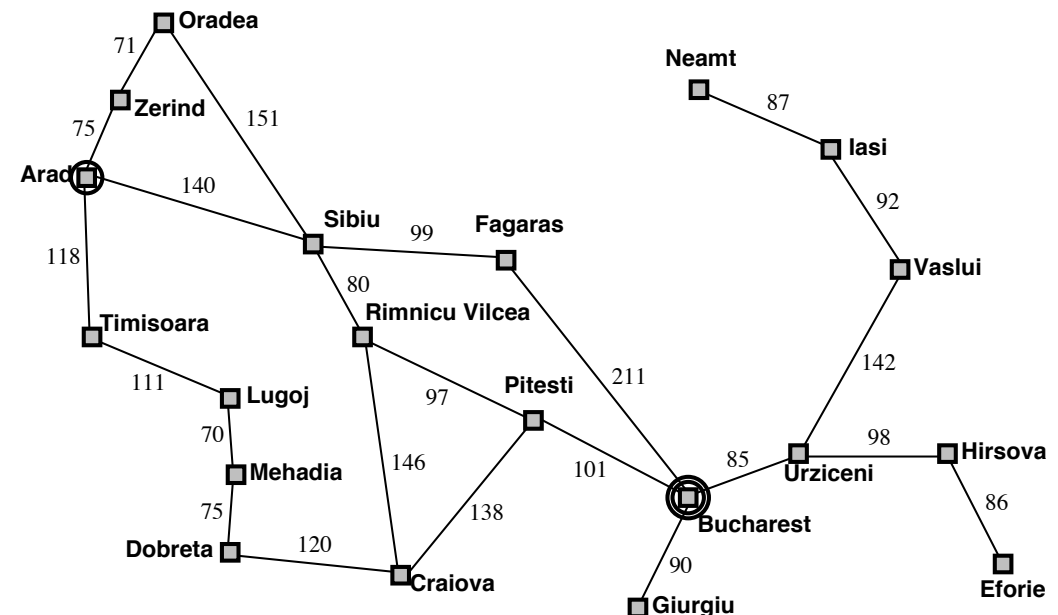 Oradea
71
Neamt
Zerind
87
75
151
Iasi
Arad
140
92
Sibiu
Fagaras
99
118
Vaslui
80
Timisoara
Rimnicu Vilcea
142
111
211
Lugoj
97
Pitesti
70
98
Hirsova
146
101
85
Mehadia
Urziceni
75
138
86
Bucharest
Dobreta
120
90
Craiova
Eforie
Giurgiu